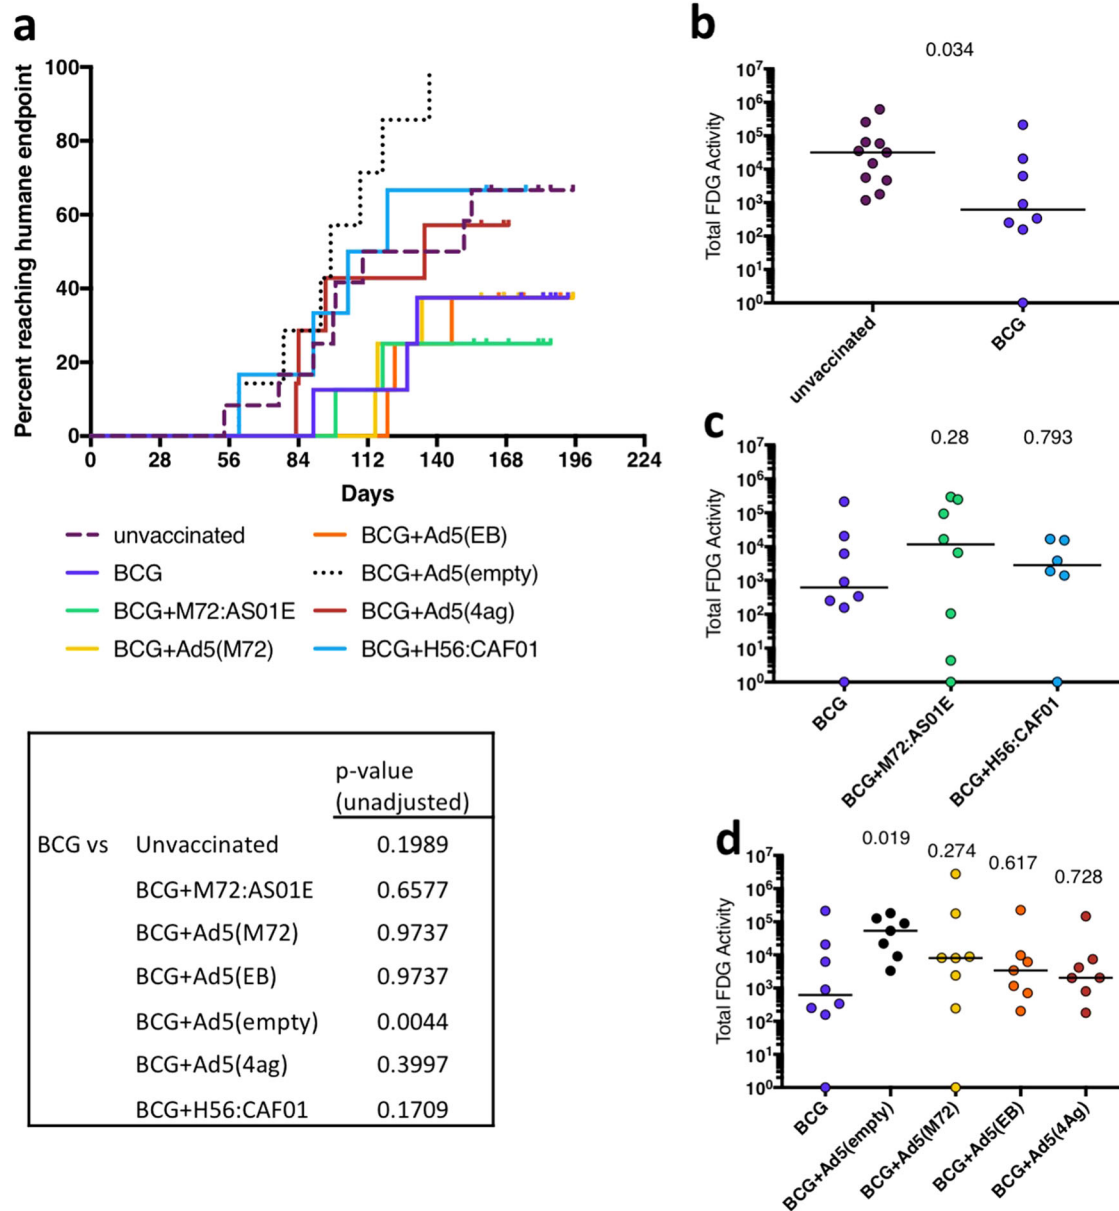 a
100
80
60
40
20
0
Percent reaching humane endpoint
0 28 56 84 112 140 168 196 224
Days
unvaccinated
BCG
BCG+M72:AS01E
BCG+Ad5(M72)
BCG+Ad5(EB)
BCG+Ad5(empty)
BCG+Ad5(4ag)
BCG+H56:CAF01
p-value
(unadjusted)
BCG vs Unvaccinated 0.1989
BCG+M72:AS01E 0.6577
BCG+Ad5(M72) 0.9737
BCG+Ad5(EB) 0.9737
BCG+Ad5(empty) 0.0044
BCG+Ad5(4ag) 0.3997
BCG+H56:CAF01 0.1709
b
0.034
10⁷
10⁶
10⁵
10⁴
10³
10²
10¹
10⁰
Total FDG Activity
unvaccinated
BCG
c
0.28 0.793
10⁷
10⁶
10⁵
10⁴
10³
10²
10¹
10⁰
Total FDG Activity
BCG
BCG+M72:AS01E
BCG+H56:CAF01
d
0.019 0.274 0.617 0.728
10⁷
10⁶
10⁵
10⁴
10³
10²
10¹
10⁰
Total FDG Activity
BCG
BCG+Ad5(empty)
BCG+Ad5(M72)
BCG+Ad5(EB)
BCG+Ad5(4Ag)